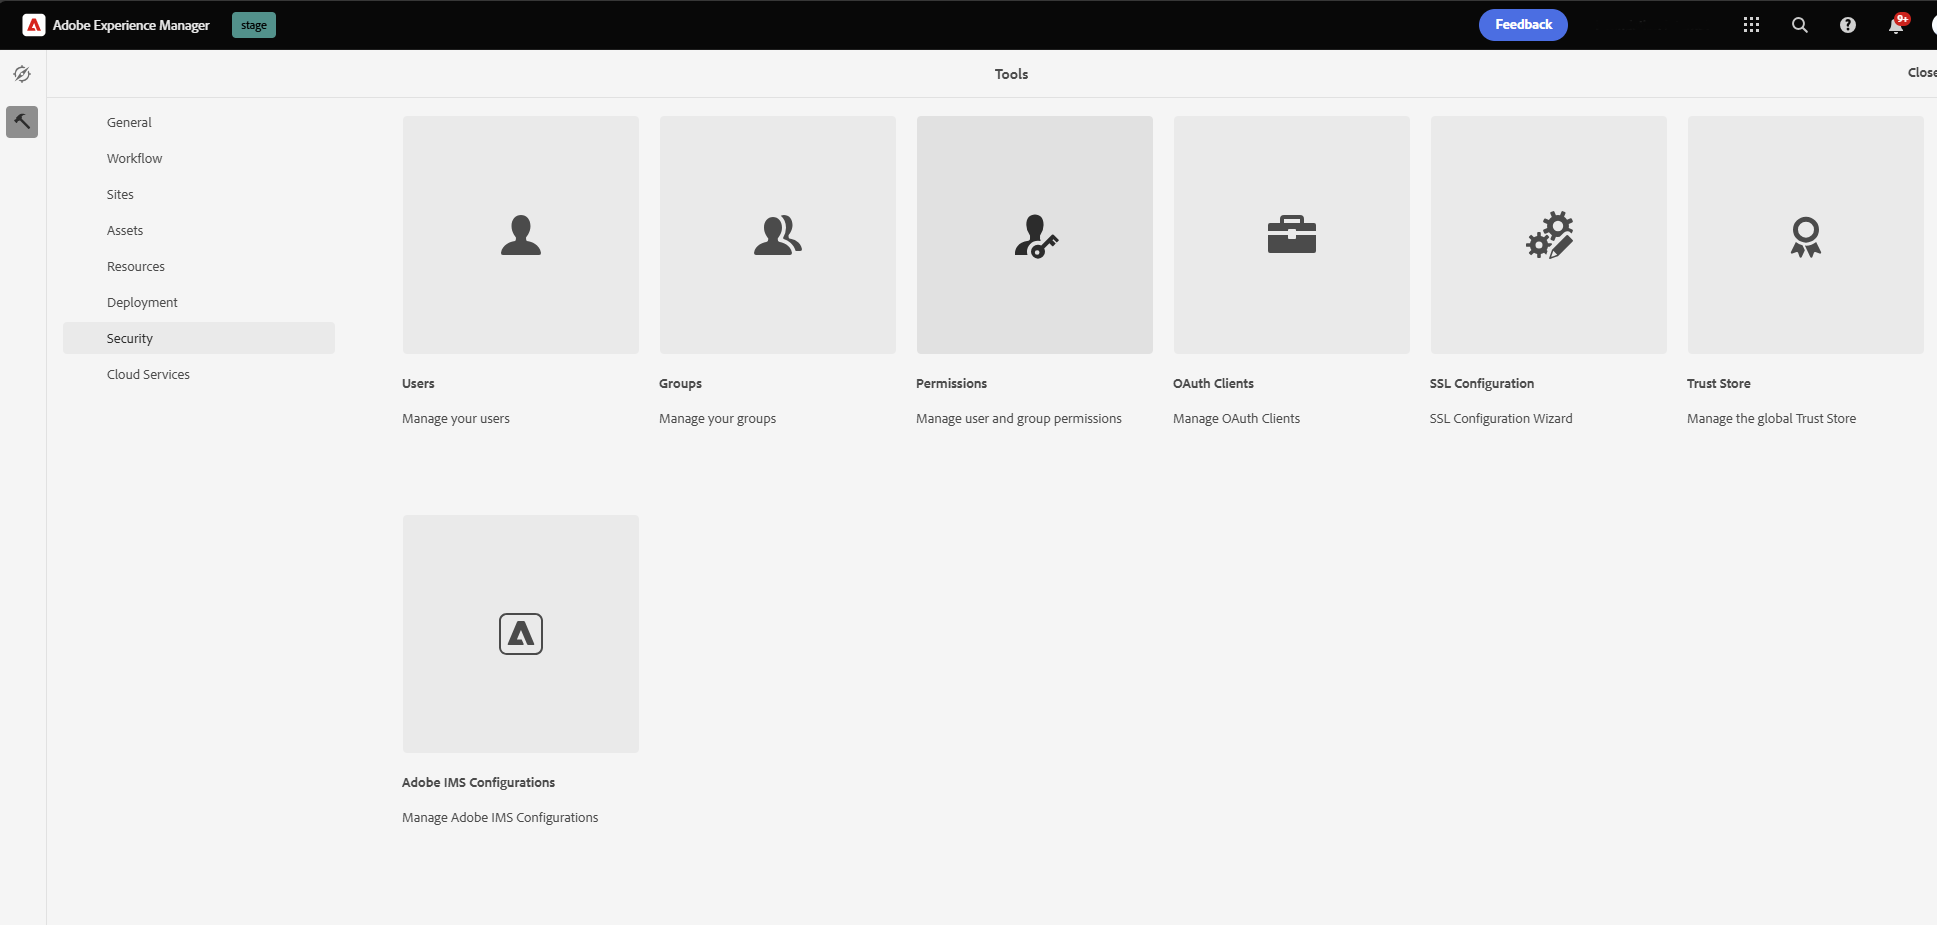 Adobe Experience Manager
stage
Feedback
9+
Tools
Close
General
Workflow
Sites
Assets
Resources
Deployment
Security
Cloud Services
Users
Manage your users
Groups
Manage your groups
Permissions
Manage user and group permissions
OAuth Clients
Manage OAuth Clients
SSL Configuration
SSL Configuration Wizard
Trust Store
Manage the global Trust Store
Adobe IMS Configurations
Manage Adobe IMS Configurations